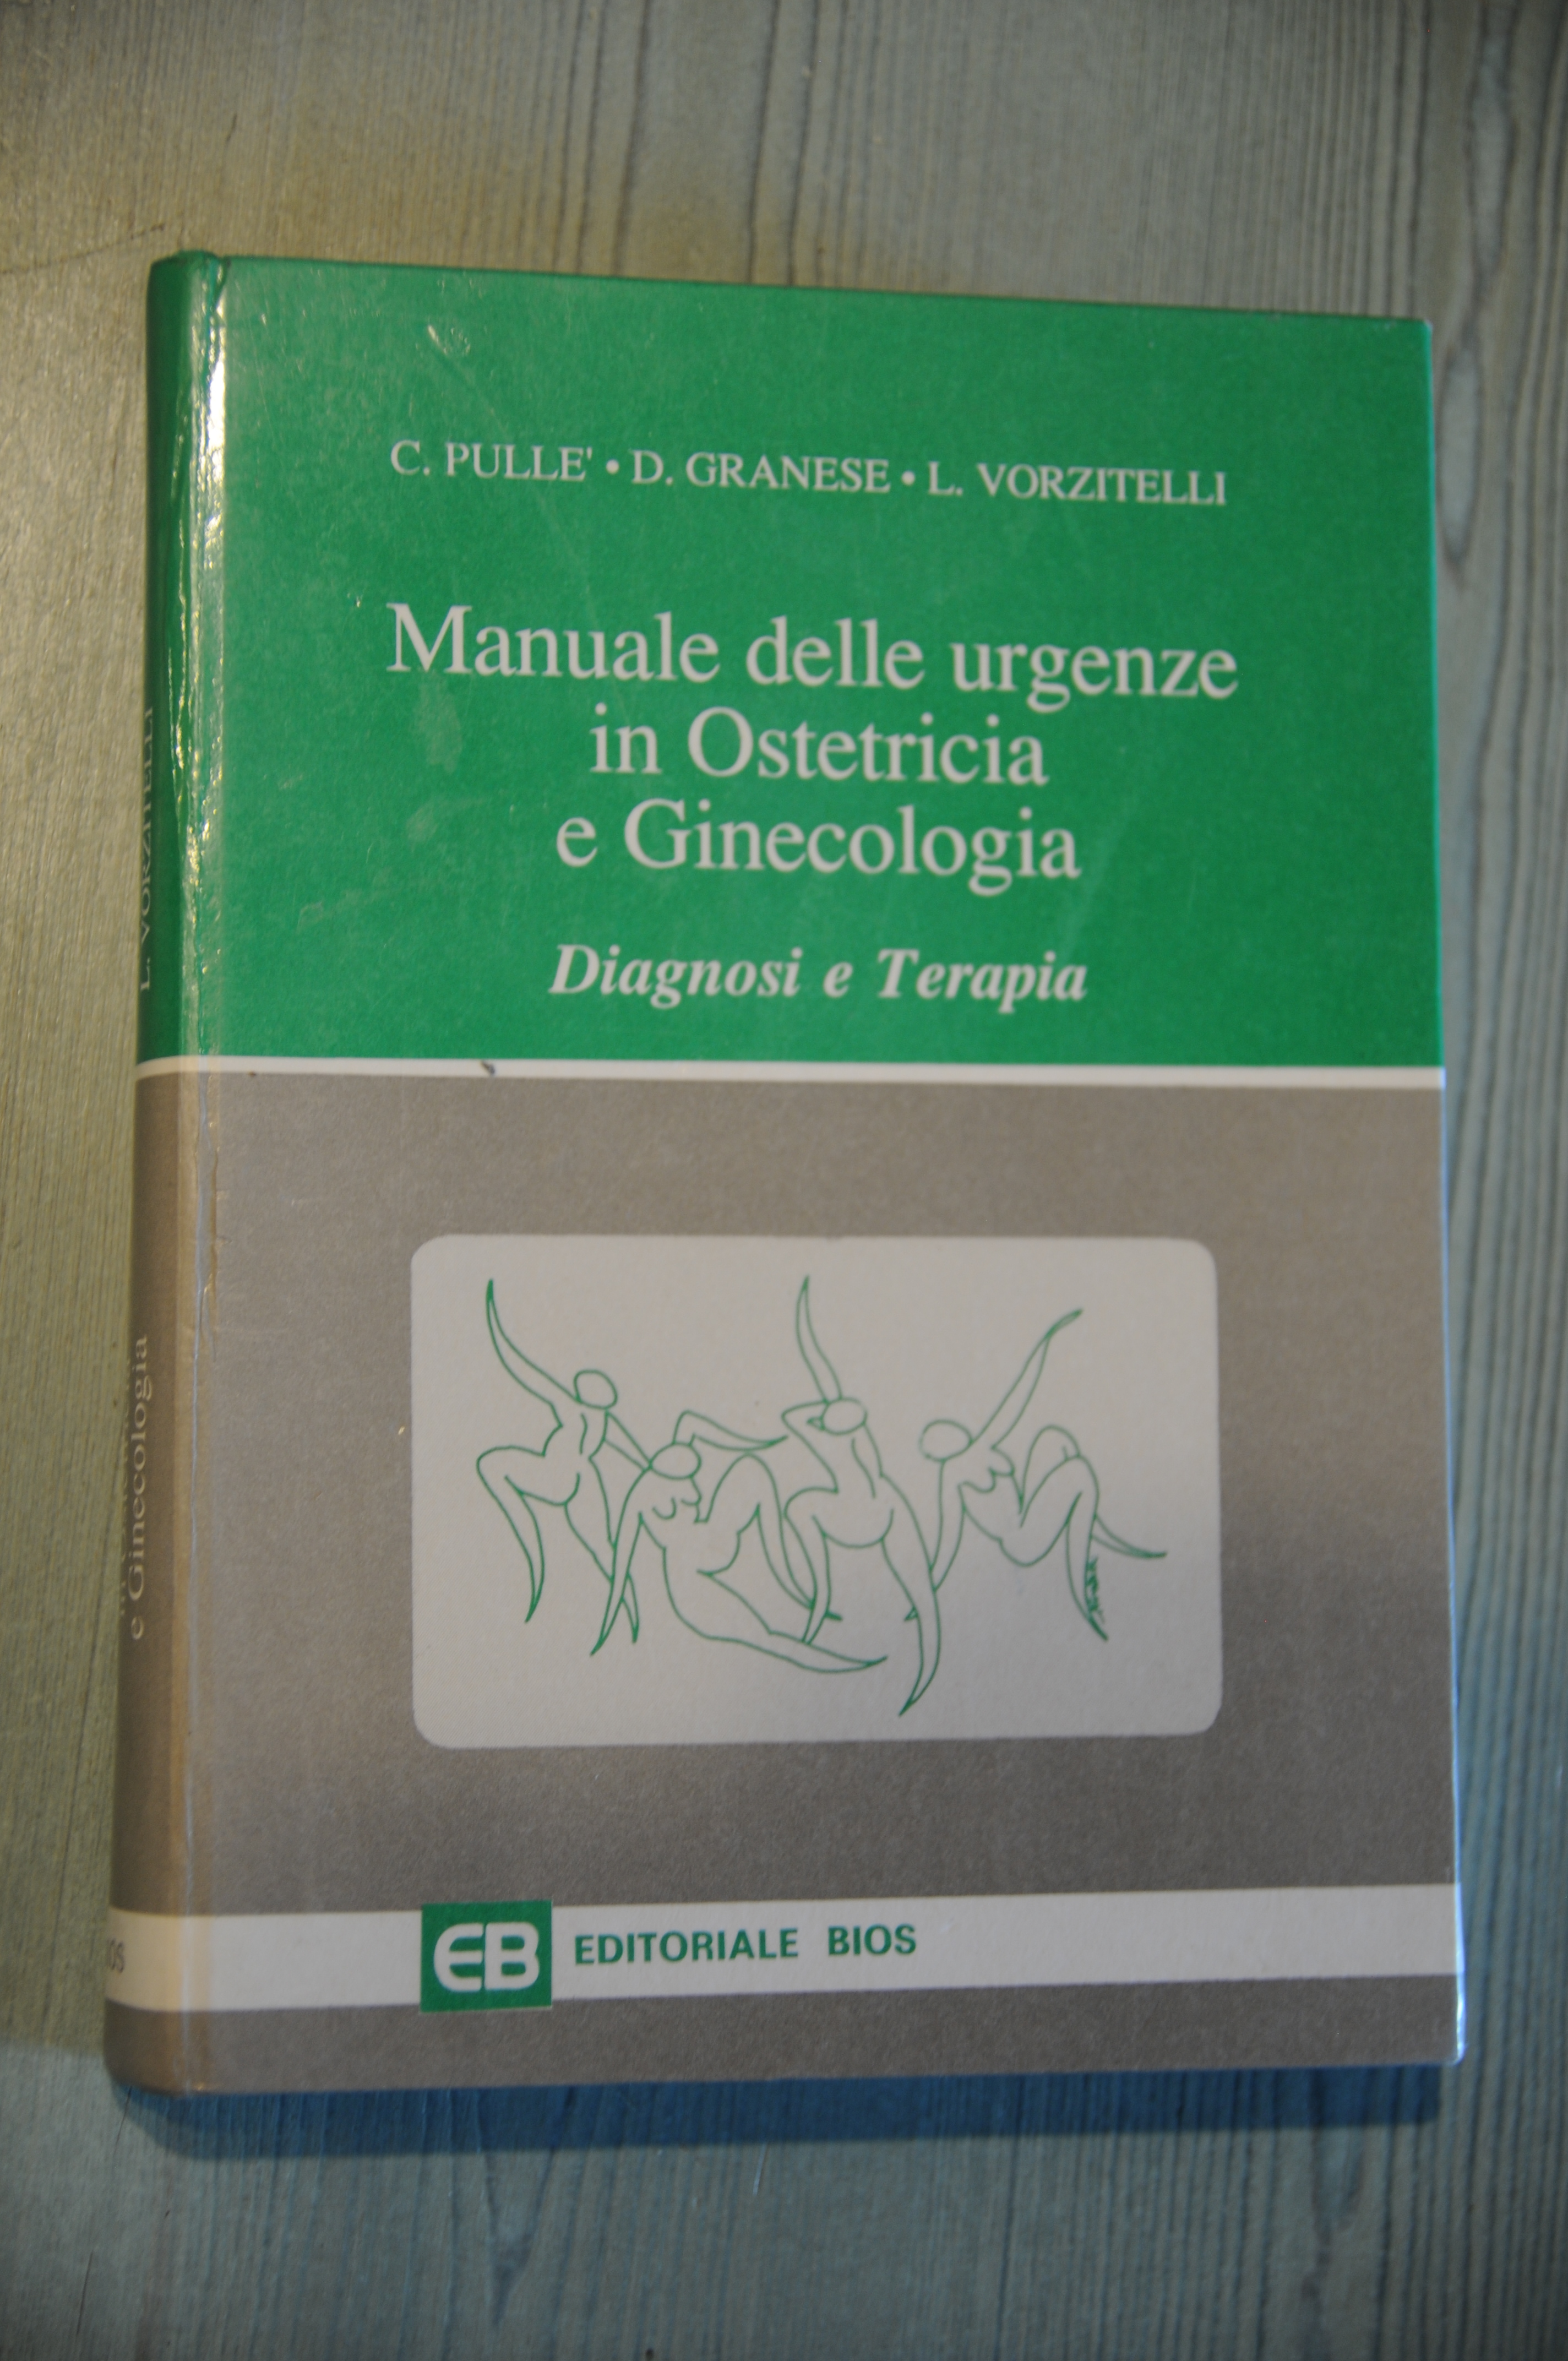 C. PULLE' • D. GRANESE • L. VORZITELLI
Manuale delle urgenze
in Ostetricia
e Ginecologia
Diagnosi e Terapia
EB EDITORIALE BIOS
L. VORZITELLI
e Ginecologia